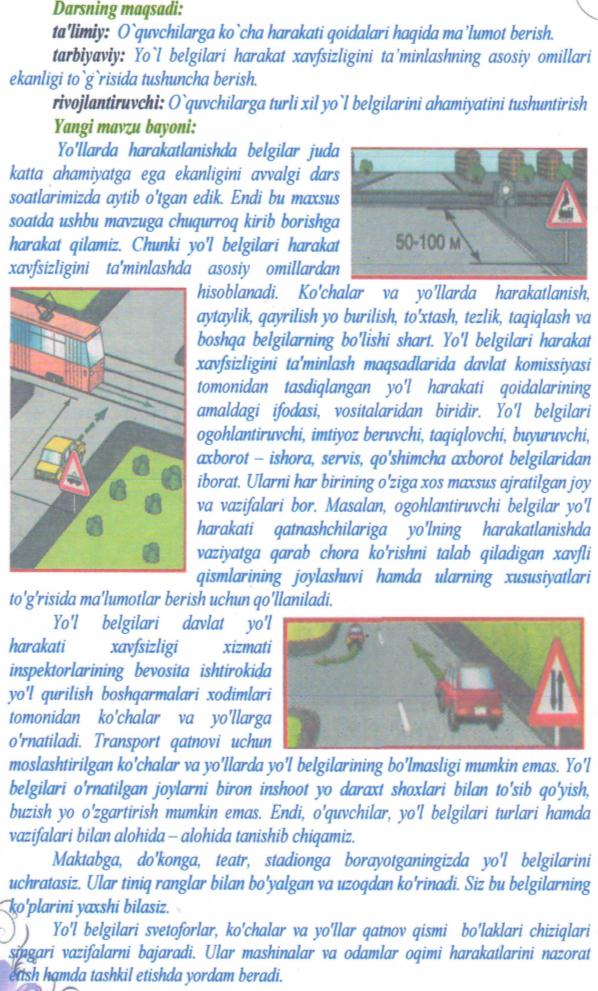 Darsning maqsadi:
ta'limiy: O`quvchilarga ko`cha harakati qoidalari haqida ma'lumot berish.
tarbiyaviy: Yo`l belgilari harakat xavfsizligini ta'minlashning asosiy omillari
ekanligi to`g`risida tushuncha berish.
rivojlantiruvchi: O`quvchilarga turli xil yo`l belgilarini ahamiyatini tushuntirish
Yangi mavzu bayoni:
Yo'llarda harakatlanishda belgilar juda
katta ahamiyatga ega ekanligini avvalgi dars
soatlarimizda aytib o'tgan edik. Endi bu maxsus
soatda ushbu mavzuga chuqurroq kirib borishga
harakat qilamiz. Chunki yo'l belgilari harakat
xavfsizligini ta'minlashda asosiy omillardan
50-100 м
hisoblanadi. Ko'chalar va yo'llarda harakatlanish,
aytaylik, qayrilish yo burilish, to'xtash, tezlik, taqiqlash va
boshqa belgilarning bo'lishi shart. Yo'l belgilari harakat
xavfsizligini ta'minlash maqsadlarida davlat komissiyasi
tomonidan tasdiqlangan yo'l harakati qoidalarining
amaldagi ifodasi, vositalaridan biridir. Yo'l belgilari
ogohlantiruvchi, imtiyoz beruvchi, taqiqlovchi, buyuruvchi,
axborot – ishora, servis, qo'shimcha axborot belgilaridan
iborat. Ularni har birining o'ziga xos maxsus ajratilgan joy
va vazifalari bor. Masalan, ogohlantiruvchi belgilar yo'l
harakati qatnashchilariga yo'lning harakatlanishda
vaziyatga qarab chora ko'rishni talab qiladigan xavfli
qismlarining joylashuvi hamda ularning xususiyatlari
to'g'risida ma'lumotlar berish uchun qo'llaniladi.
Yo'l belgilari davlat yo'l
harakati xavfsizligi xizmati
inspektorlarining bevosita ishtirokida
yo'l qurilish boshqarmalari xodimlari
tomonidan ko'chalar va yo'llarga
o'rnatiladi. Transport qatnovi uchun
moslashtirilgan ko'chalar va yo'llarda yo'l belgilarining bo'lmasligi mumkin emas. Yo'l
belgilari o'rnatilgan joylarni biron inshoot yo daraxt shoxlari bilan to'sib qo'yish,
buzish yo o'zgartirish mumkin emas. Endi, o'quvchilar, yo'l belgilari turlari hamda
vazifalari bilan alohida – alohida tanishib chiqamiz.
Maktabga, do'konga, teatr, stadionga borayotganingizda yo'l belgilarini
uchratasiz. Ular tiniq ranglar bilan bo'yalgan va uzoqdan ko'rinadi. Siz bu belgilarning
ko'plarini yaxshi bilasiz.
Yo'l belgilari svetoforlar, ko'chalar va yo'llar qatnov qismi bo'laklari chiziqlari
singari vazifalarni bajaradi. Ular mashinalar va odamlar oqimi harakatlarini nazorat
etish hamda tashkil etishda yordam beradi.